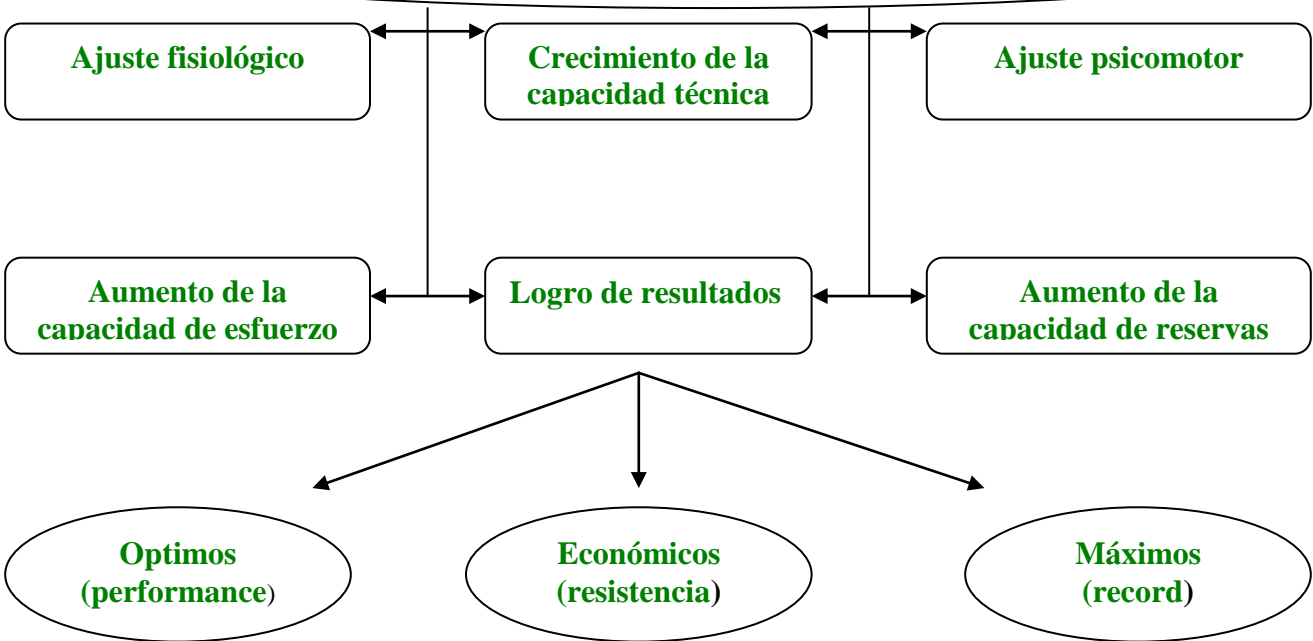 Ajuste fisiológico
Crecimiento de la
capacidad técnica
Ajuste psicomotor
Aumento de la
capacidad de esfuerzo
Logro de resultados
Aumento de la
capacidad de reservas
Optimos
(performance)
Económicos
(resistencia)
Máximos
(record)